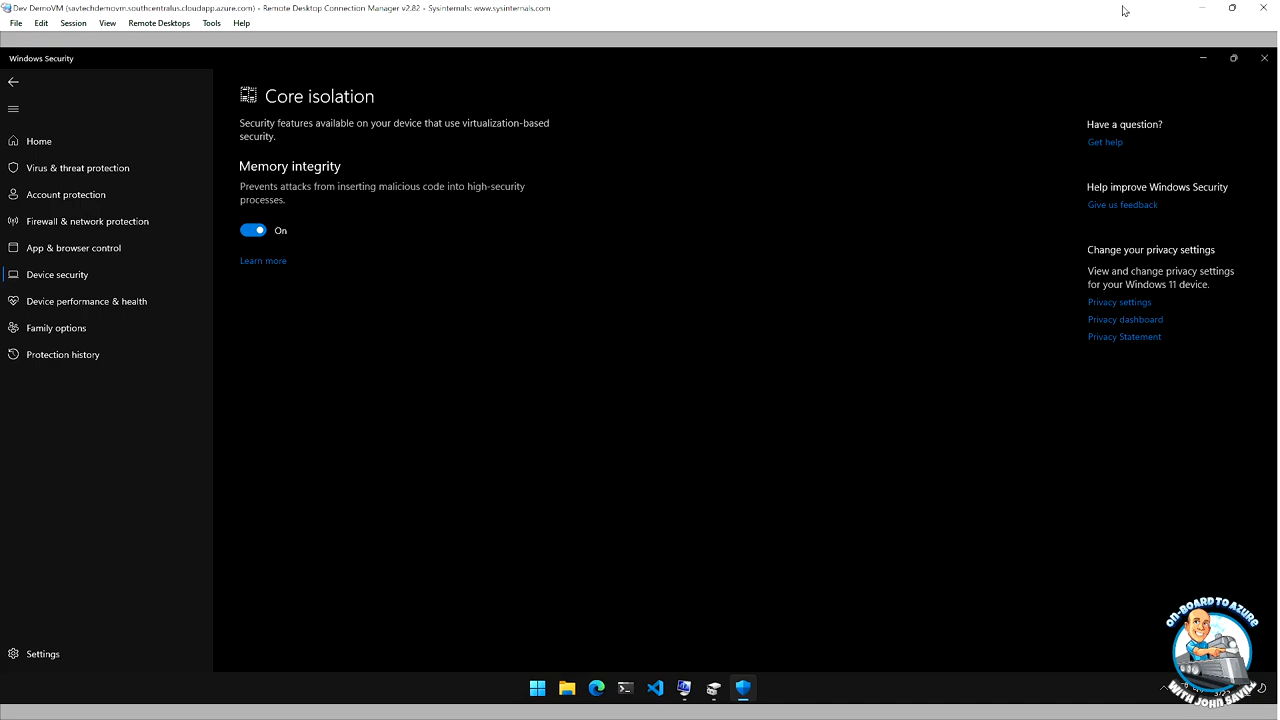 Dev DemoVM (savtechdemovm.southcentralus.cloudapp.azure.com) - Remote Desktop Connection Manager v2.82 - Sysinternals: www.sysinternals.com
File Edit Session View Remote Desktops Tools Help
Windows Security
Home
Virus & threat protection
Account protection
Firewall & network protection
App & browser control
Device security
Device performance & health
Family options
Protection history
Settings
Core isolation
Security features available on your device that use virtualization-based
security.
Memory integrity
Prevents attacks from inserting malicious code into high-security
processes.
On
Learn more
Have a question?
Get help
Help improve Windows Security
Give us feedback
Change your privacy settings
View and change privacy settings
for your Windows 11 device.
Privacy settings
Privacy dashboard
Privacy Statement
ON-BOARD TO AZURE
WITH JOHN SAVILL